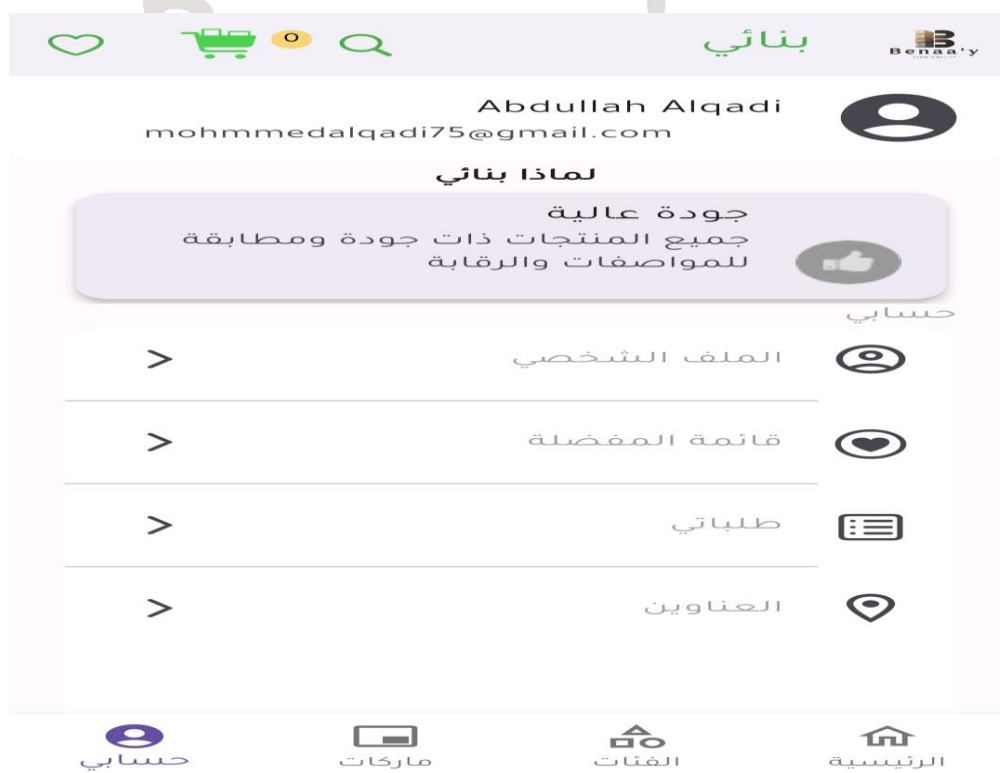 بنائي
Benaa'y
0
Abdullah Alqadi
mohmmedalqadi75@gmail.com
لماذا بنائي
جودة عالية
جميع المنتجات ذات جودة ومطابقة
للمواصفات والرقابة
حسابي
الملف الشخصي
قائمة المفضلة
طلباتي
العناوين
الرئيسية
الفئات
ماركات
حسابي